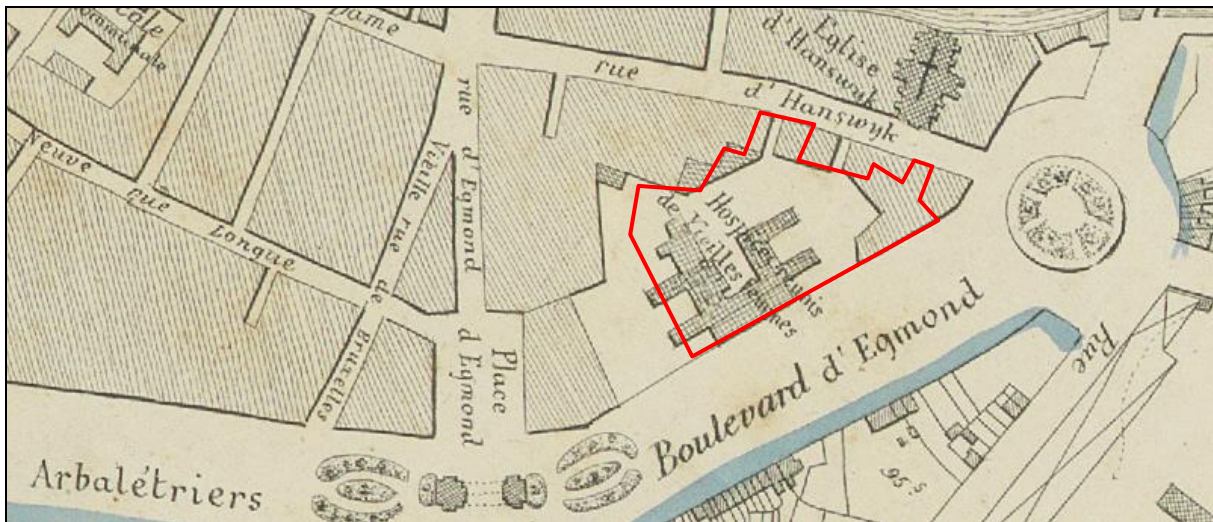 cale
Dame
rue
d'Hanswyk
Eglise
d'Hanswyk
Neuve
rue
Longue
Vieille rue de Bruxelles
rue d'Egmond
Place
d'Egmond
Hospices réunis
de Vieilles femmes
Boulevard d'Egmond
Rue
95 S
Arbalétriers